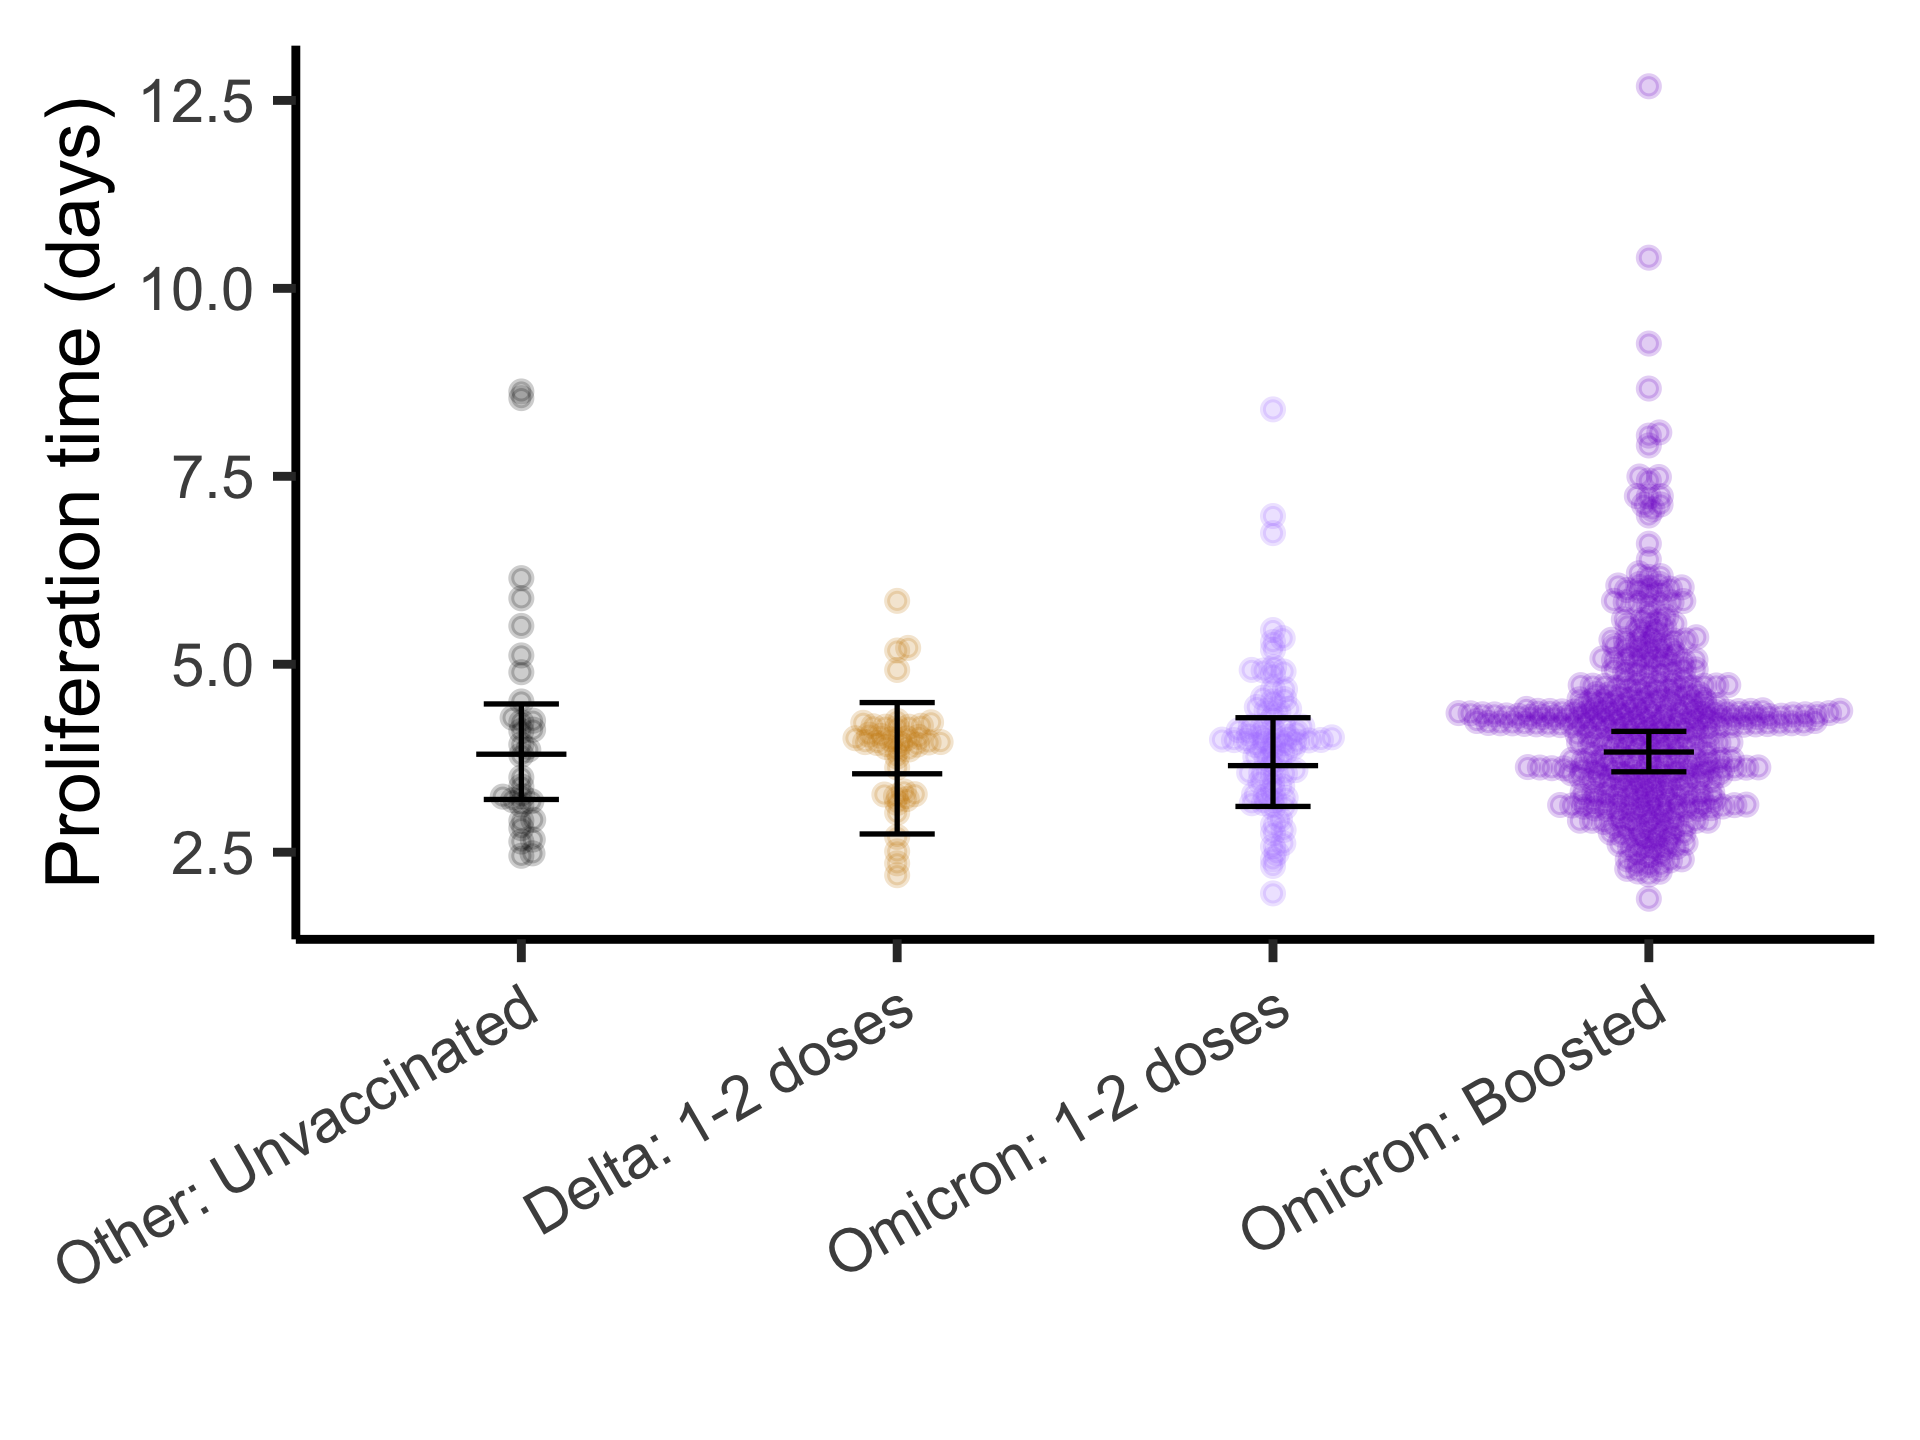 Proliferation time (days)
12.5
10.0
7.5
5.0
2.5
Other: Unvaccinated
Delta: 1-2 doses
Omicron: 1-2 doses
Omicron: Boosted